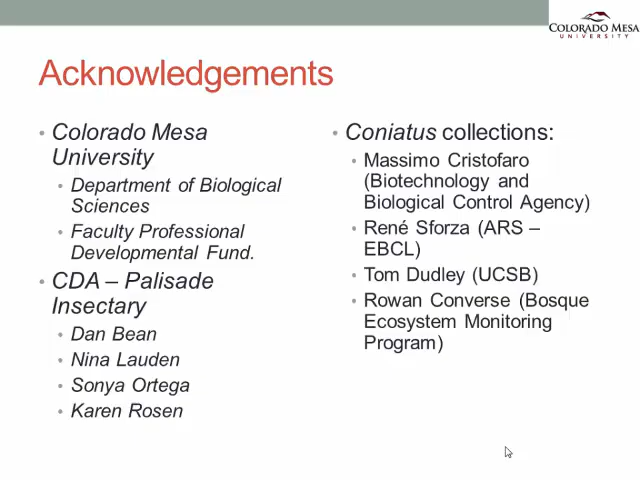 COLORADO MESA
UNIVERSITY
Acknowledgements
• Colorado Mesa
University
• Department of Biological
Sciences
• Faculty Professional
Developmental Fund.
• CDA – Palisade
Insectary
• Dan Bean
• Nina Lauden
• Sonya Ortega
• Karen Rosen
• Coniatus collections:
• Massimo Cristofaro
(Biotechnology and
Biological Control Agency)
• René Sforza (ARS –
EBCL)
• Tom Dudley (UCSB)
• Rowan Converse (Bosque
Ecosystem Monitoring
Program)